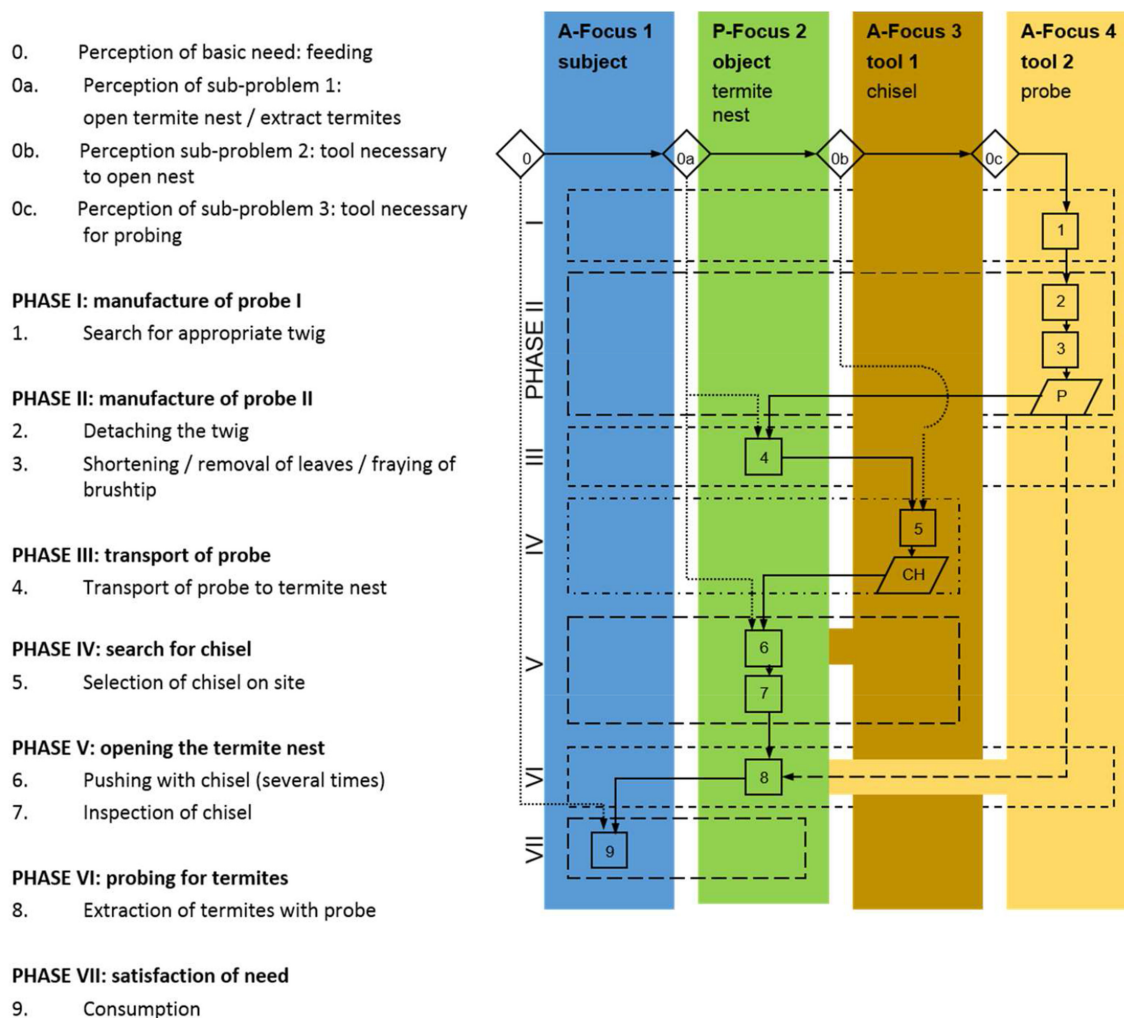 0. Perception of basic need: feeding
0a. Perception of sub-problem 1:
open termite nest / extract termites
0b. Perception sub-problem 2: tool necessary
to open nest
0c. Perception of sub-problem 3: tool necessary
for probing
PHASE I: manufacture of probe I
1. Search for appropriate twig
PHASE II: manufacture of probe II
2. Detaching the twig
3. Shortening / removal of leaves / fraying of
brushtip
PHASE III: transport of probe
4. Transport of probe to termite nest
PHASE IV: search for chisel
5. Selection of chisel on site
PHASE V: opening the termite nest
6. Pushing with chisel (several times)
7. Inspection of chisel
PHASE VI: probing for termites
8. Extraction of termites with probe
PHASE VII: satisfaction of need
9. Consumption
A-Focus 1
subject
P-Focus 2
object
termite
nest
A-Focus 3
tool 1
chisel
A-Focus 4
tool 2
probe
0
0a
0b
0c
I
1
PHASE II
2
3
P
III
4
IV
5
CH
V
6
7
VI
8
VII
9